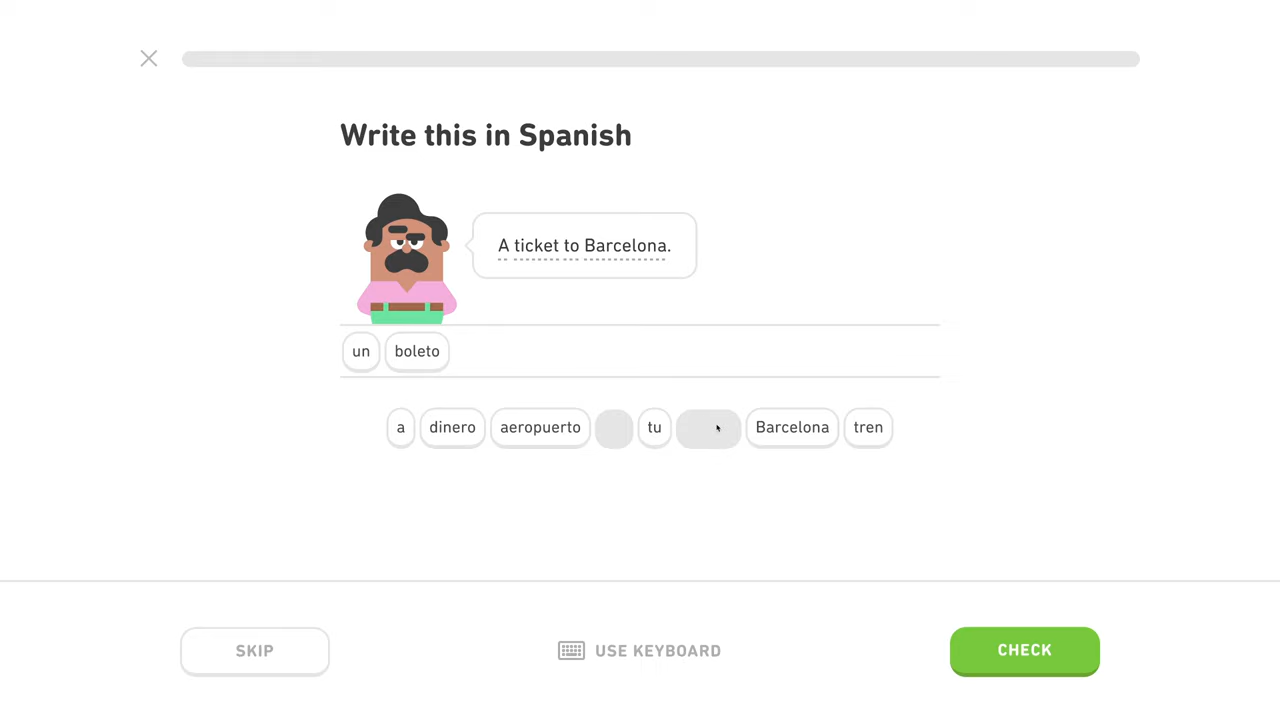 Write this in Spanish
A ticket to Barcelona.
un boleto
a dinero aeropuerto tu Barcelona tren
SKIP USE KEYBOARD CHECK